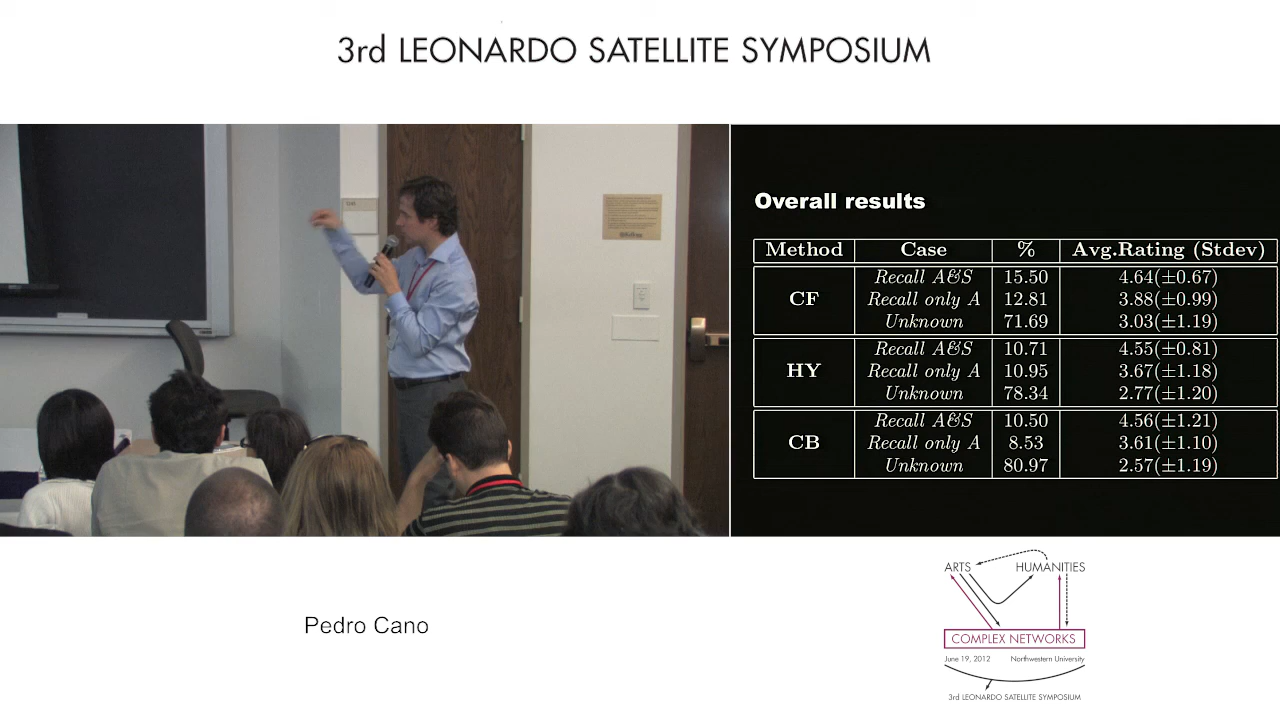 3rd LEONARDO SATELLITE SYMPOSIUM
Overall results
Method Case % Avg.Rating (Stdev)
CF
Recall A&S 15.50 4.64(±0.67)
Recall only A 12.81 3.88(±0.99)
Unknown 71.69 3.03(±1.19)
HY
Recall A&S 10.71 4.55(±0.81)
Recall only A 10.95 3.67(±1.18)
Unknown 78.34 2.77(±1.20)
CB
Recall A&S 10.50 4.56(±1.21)
Recall only A 8.53 3.61(±1.10)
Unknown 80.97 2.57(±1.19)
Pedro Cano
ARTS HUMANITIES
COMPLEX NETWORKS
June 19, 2012 Northwestern University
3rd LEONARDO SATELLITE SYMPOSIUM